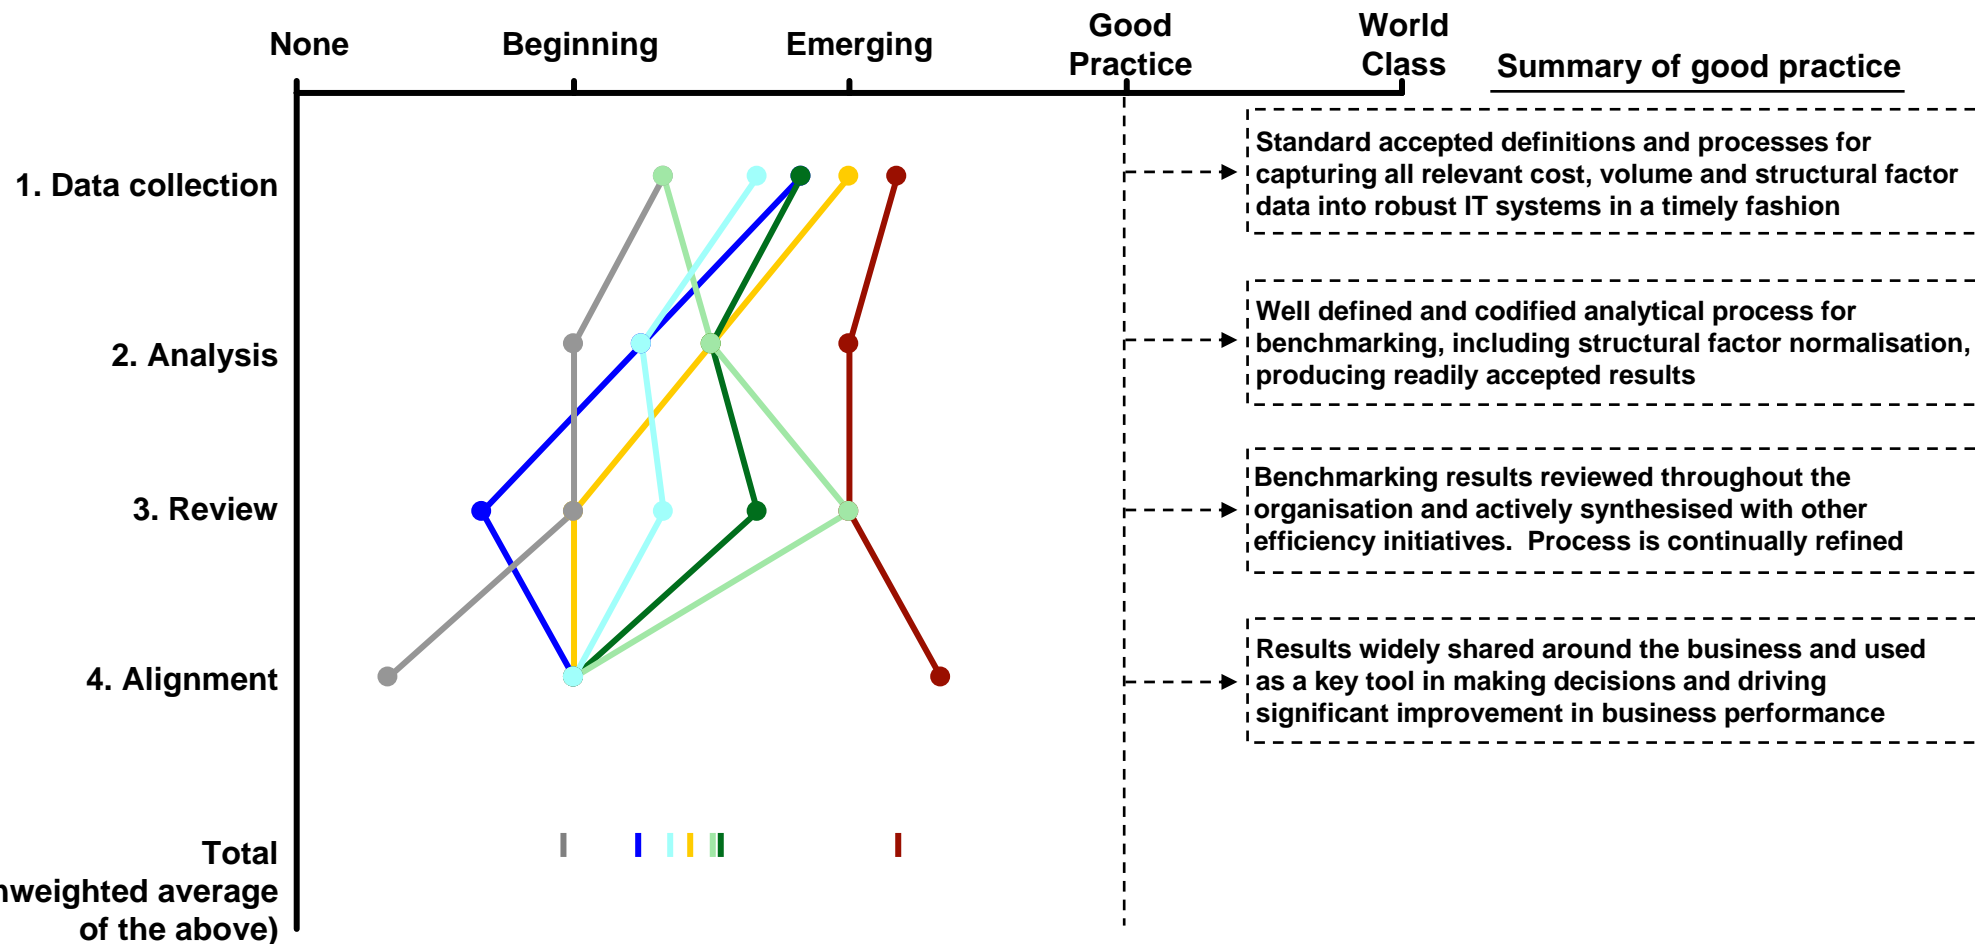 None
Beginning
Emerging
Good
Practice
World
Class
Summary of good practice
1. Data collection
Standard accepted definitions and processes for
capturing all relevant cost, volume and structural factor
data into robust IT systems in a timely fashion
2. Analysis
Well defined and codified analytical process for
benchmarking, including structural factor normalisation,
producing readily accepted results
3. Review
Benchmarking results reviewed throughout the
organisation and actively synthesised with other
efficiency initiatives.  Process is continually refined
4. Alignment
Results widely shared around the business and used
as a key tool in making decisions and driving
significant improvement in business performance
Total
average
of the above)